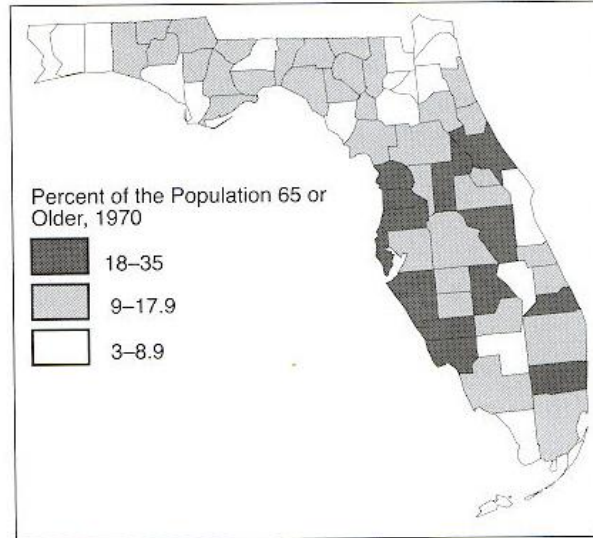 Percent of the Population 65 or
Older, 1970
18–35
9–17.9
3–8.9